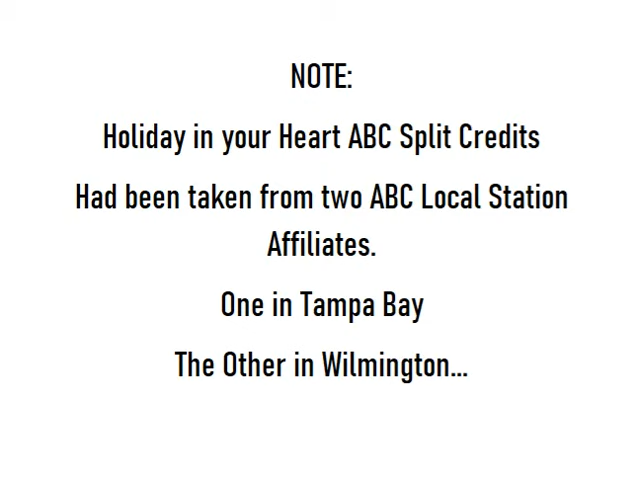 NOTE:
Holiday in your Heart ABC Split Credits
Had been taken from two ABC Local Station
Affiliates.
One in Tampa Bay
The Other in Wilmington...